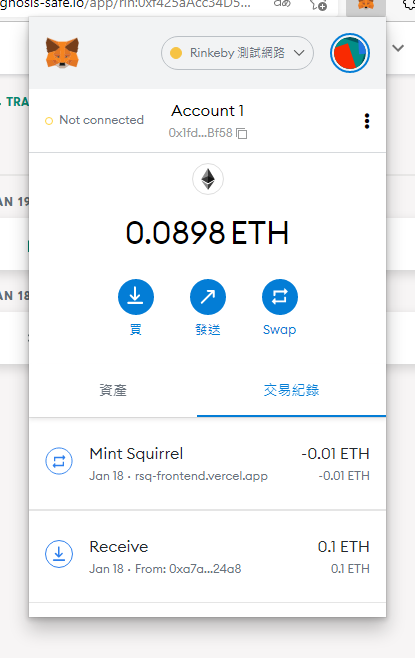 gnosis-safe.io/app/rin:0xf425aAcc34D5...
TRA
Rinkeby 測試網路
Not connected
Account 1
0x1fd...Bf58
AN 19
0.0898 ETH
買
發送
Swap
AN 18
資產
交易紀錄
Mint Squirrel
-0.01 ETH
Jan 18 · rsq-frontend.vercel.app
-0.01 ETH
Receive
0.1 ETH
Jan 18 · From: 0xa7a...24a8
0.1 ETH